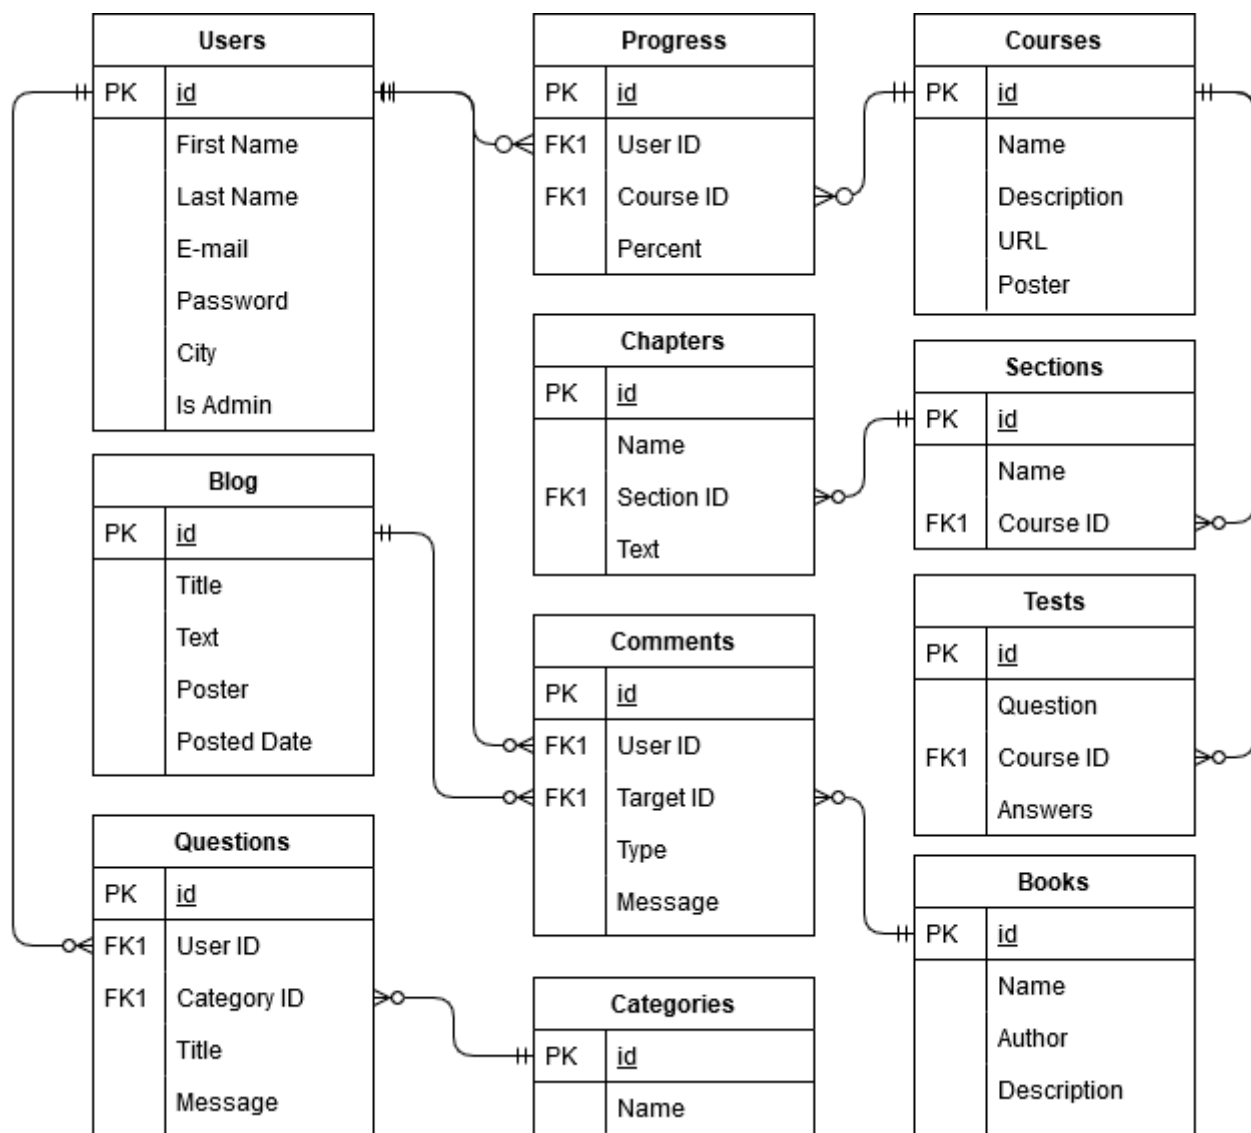 Users
PK id
First Name
Last Name
E-mail
Password
City
Is Admin
Blog
PK id
Title
Text
Poster
Posted Date
Questions
PK id
FK1 User ID
FK1 Category ID
Title
Message
Progress
PK id
FK1 User ID
FK1 Course ID
Percent
Chapters
PK id
Name
FK1 Section ID
Text
Comments
PK id
FK1 User ID
FK1 Target ID
Type
Message
Categories
PK id
Name
Courses
PK id
Name
Description
URL
Poster
Sections
PK id
Name
FK1 Course ID
Tests
PK id
Question
FK1 Course ID
Answers
Books
PK id
Name
Author
Description